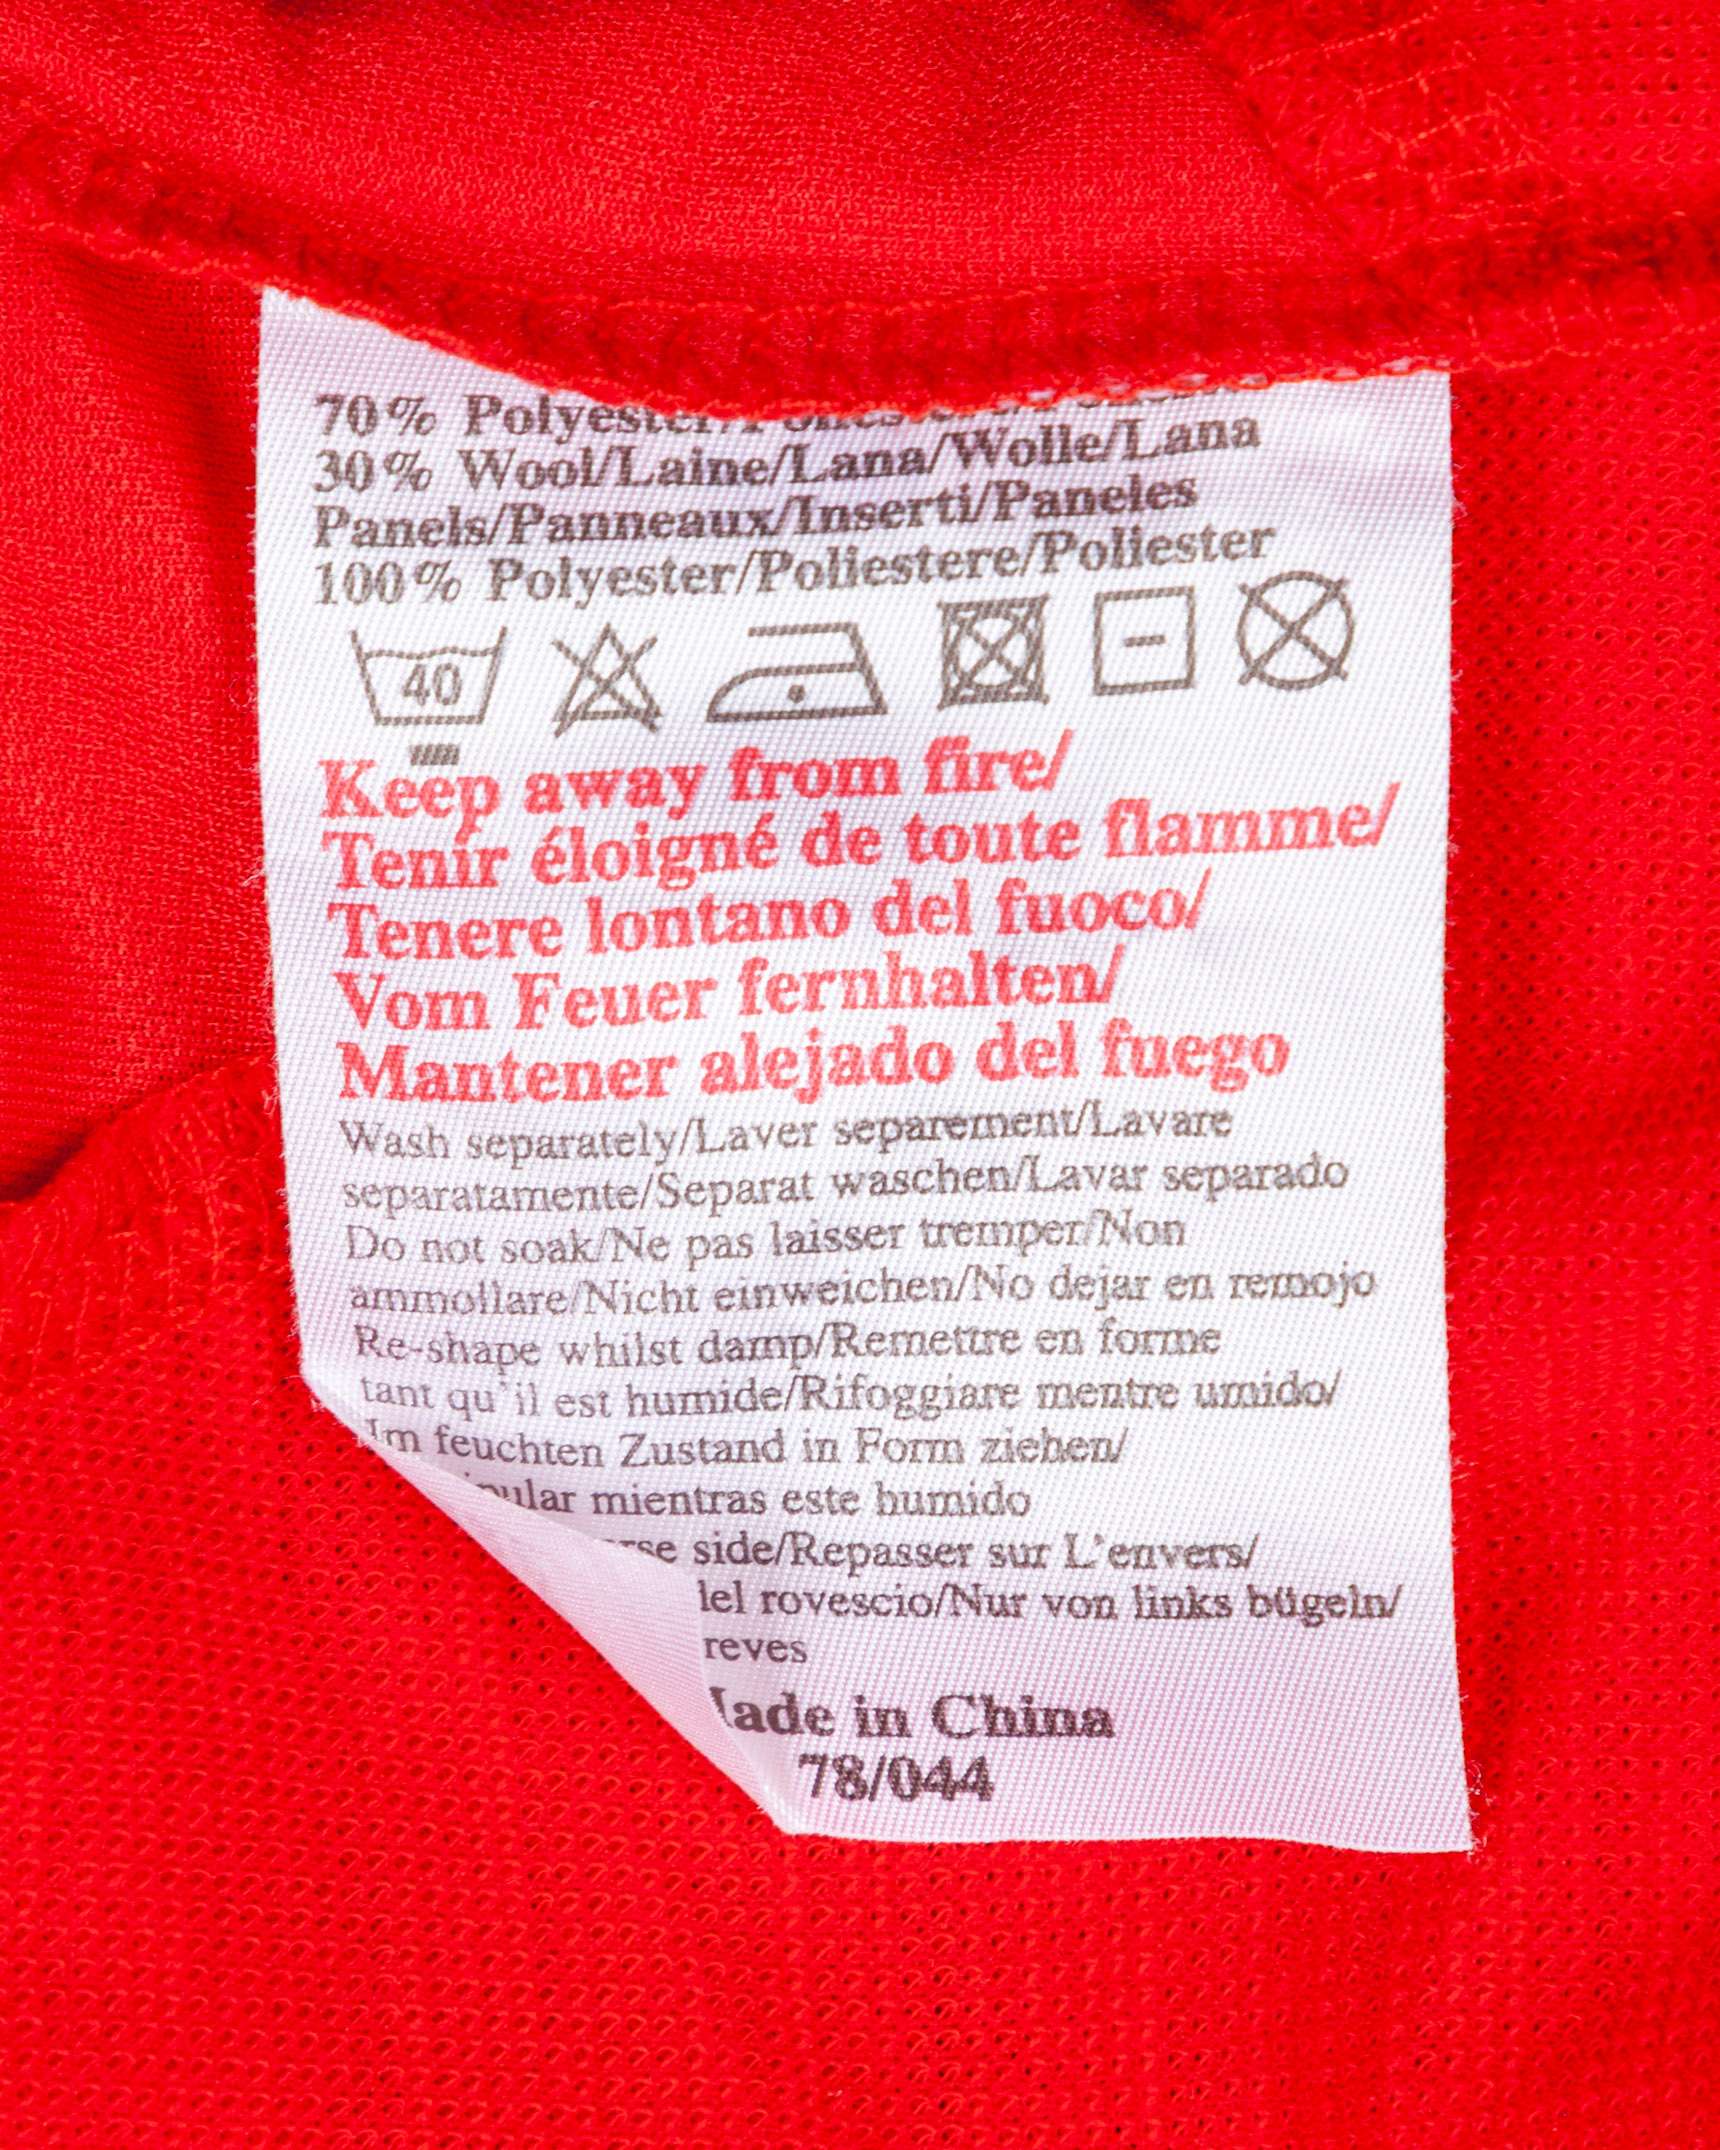 70% Polyester/
30% Wool/Laine/Lana/Wolle/Lana
Panels/Panneaux/Inserti/Paneles
100% Polyester/Poliestere/Poliester
40
Keep away from fire/
Tenir éloigné de toute flamme/
Tenere lontano del fuoco/
Vom Feuer fernhalten/
Mantener alejado del fuego
Wash separately/Laver separement/Lavare
separatamente/Separat waschen/Lavar separado
Do not soak/Ne pas laisser tremper/Non
ammollare/Nicht einweichen/No dejar en remojo
Re-shape whilst damp/Remettre en forme
tant qu'il est humide/Rifoggiare mentre umido/
Im feuchten Zustand in Form ziehen/
mientras este humido
side/Repasser sur L'envers/
rovescio/Nur von links bügeln/
reves
in China
78/044